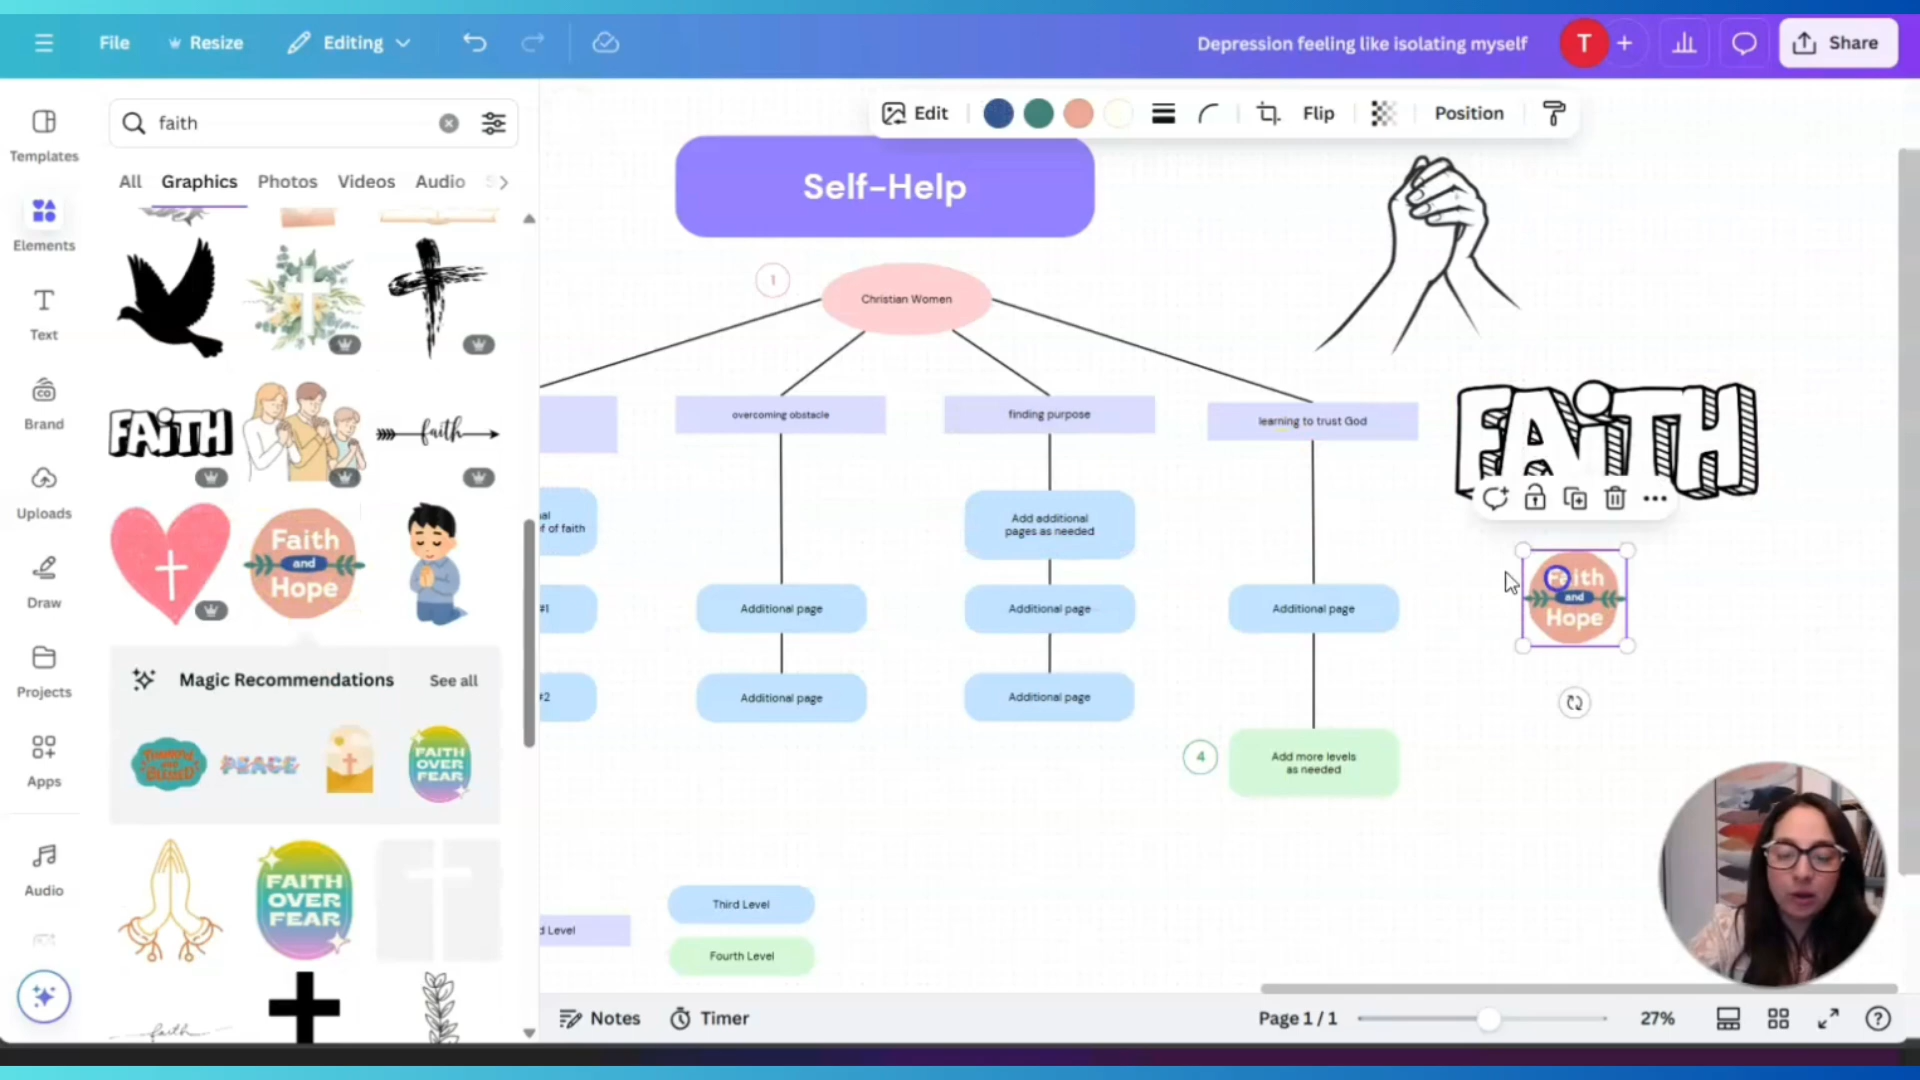 File
Resize
Editing
Depression feeling like isolating myself
T
Share
Templates
Elements
Text
Brand
Uploads
Draw
Projects
Apps
Audio
faith
All
Graphics
Photos
Videos
Audio
FAiTH
faith
Faith
and
Hope
Magic Recommendations
See all
PEACE
FAITH
OVER
FEAR
FAITH
OVER
FEAR
faith
Edit
Flip
Position
Self-Help
1
Christian Women
overcoming obstacle
finding purpose
learning to trust God
of faith
#1
#2
Additional page
Additional page
Add additional
pages as needed
Additional page
Additional page
Additional page
4
Add more levels
as needed
Level
Third Level
Fourth Level
FAiTH
Faith
and
Hope
Notes
Timer
Page 1 / 1
27%